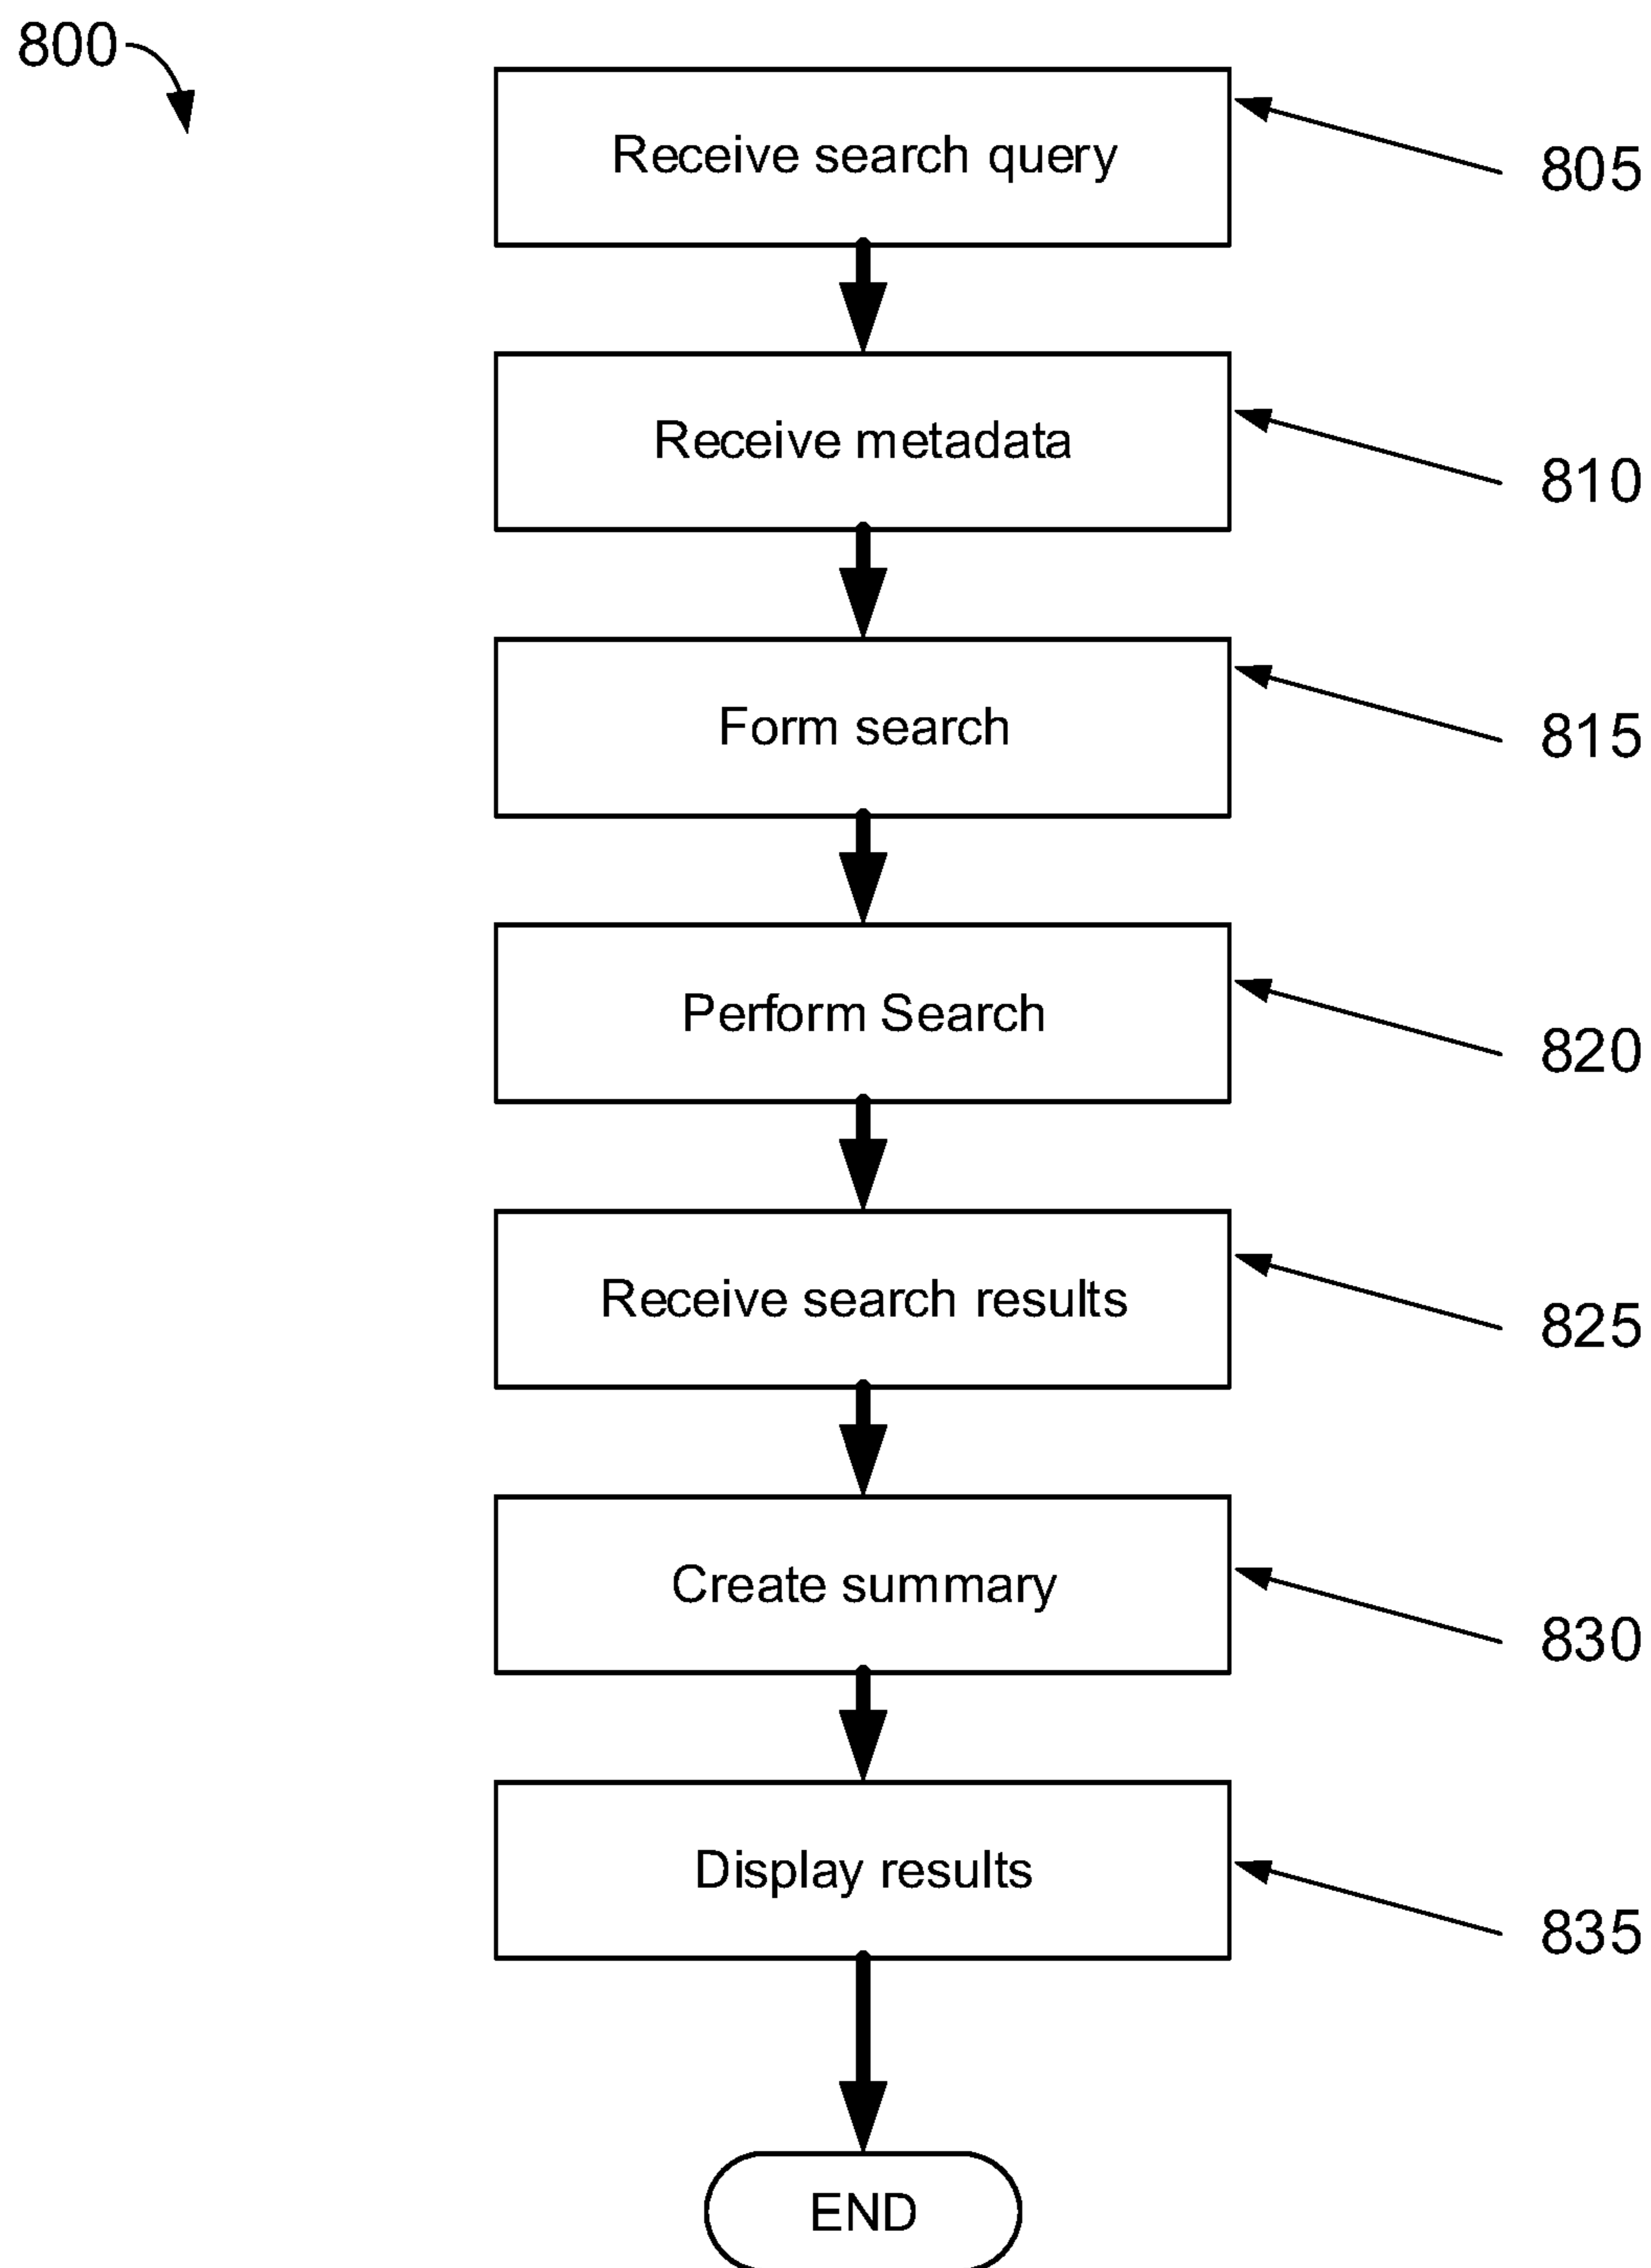 800
Receive search query
805
Receive metadata
810
Form search
815
Perform Search
820
Receive search results
825
Create summary
830
Display results
835
END